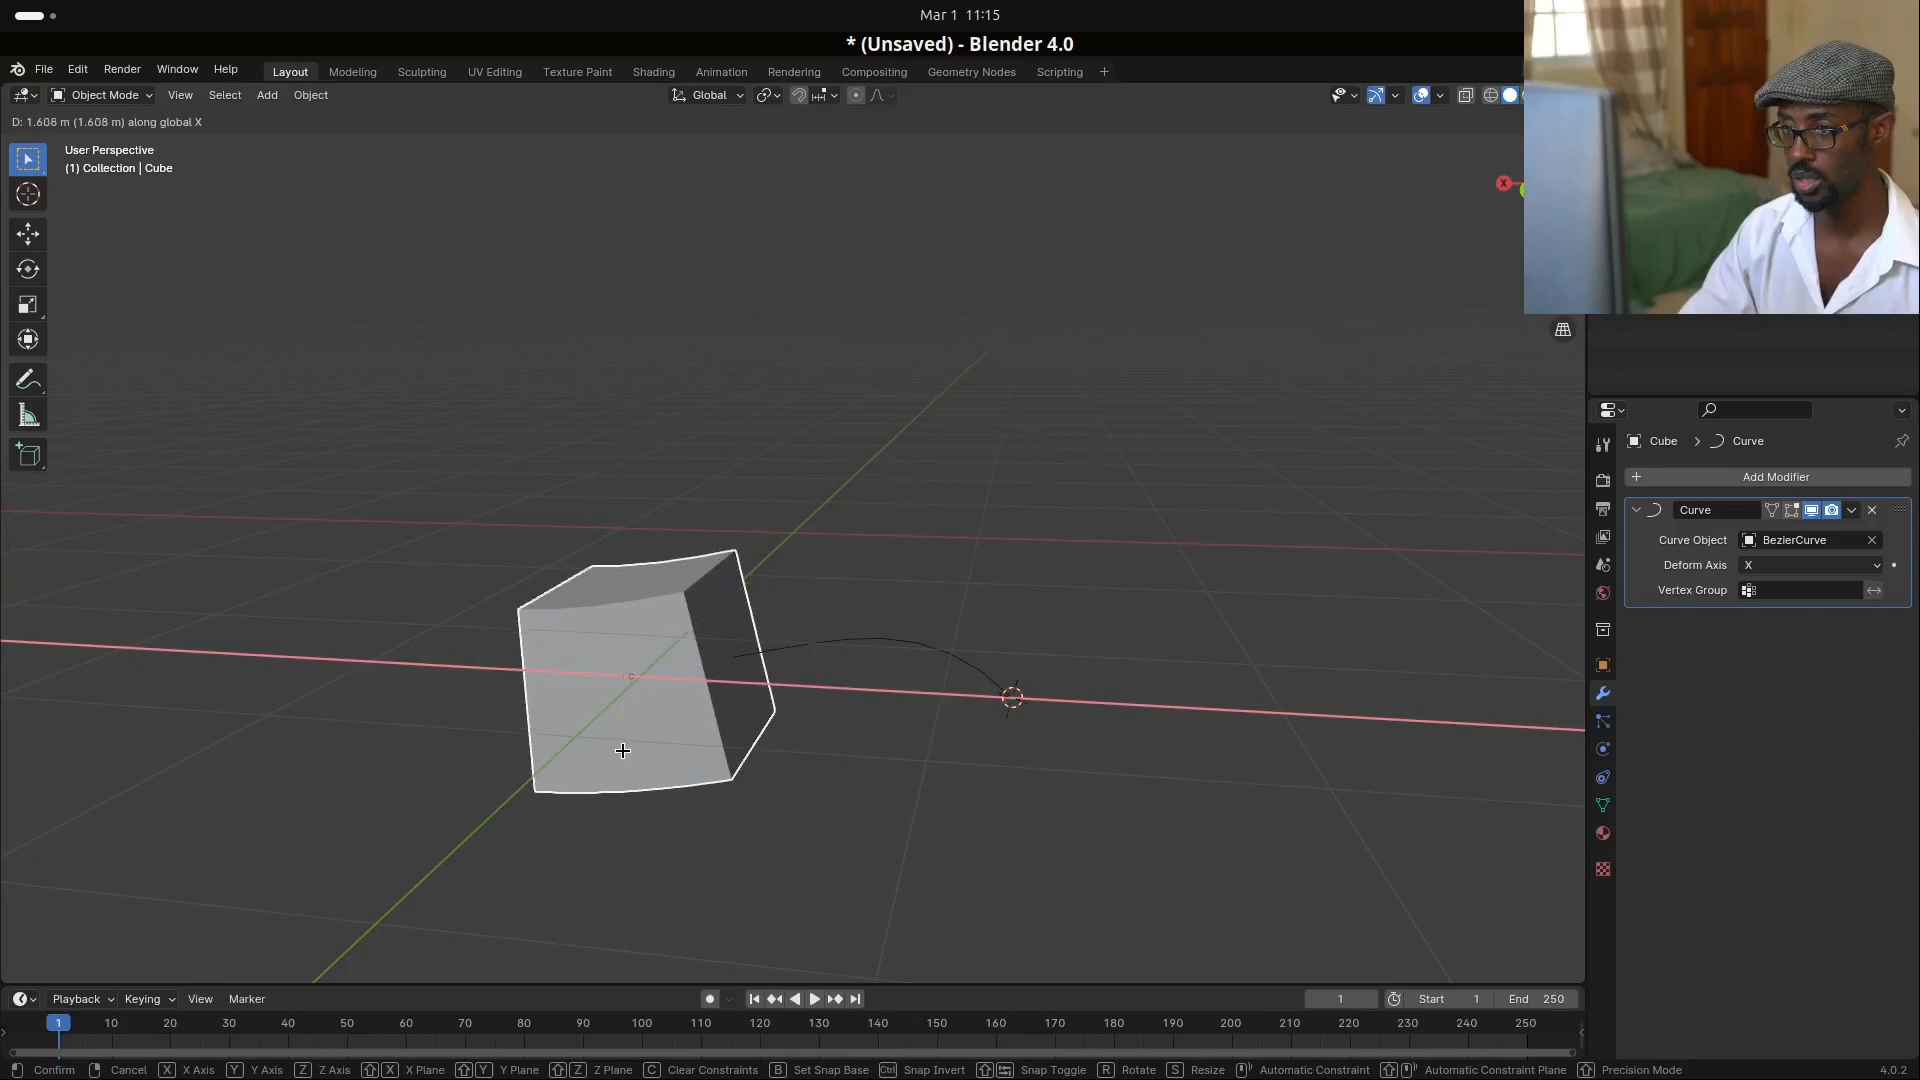 Mar 1 11:15
* (Unsaved) - Blender 4.0
File Edit Render Window Help Layout Modeling Sculpting UV Editing Texture Paint Shading Animation Rendering Compositing Geometry Nodes Scripting +
Object Mode View Select Add Object Global
D: 1.608 m (1.608 m) along global X
User Perspective
(1) Collection | Cube
X
Cube > Curve
+ Add Modifier
Curve
Curve Object BezierCurve
Deform Axis X
Vertex Group
Playback Keying View Marker 1 Start 1 End 250
1 10 20 30 40 50 60 70 80 90 100 110 120 130 140 150 160 170 180 190 200 210 220 230 240 250
Confirm Cancel X X Axis Y Y Axis Z Z Axis X X Plane Y Y Plane Z Z Plane C Clear Constraints B Set Snap Base Ctrl Snap Invert Snap Toggle R Rotate S Resize Automatic Constraint Automatic Constraint Plane Precision Mode 4.0.2